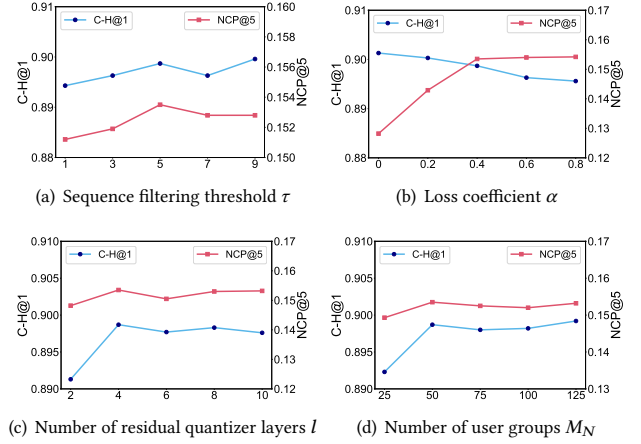 C-H@1 NCP@5
0.91 0.160
0.90 0.158
0.156
0.89 0.154
0.152
0.88 0.150
C-H@1
NCP@5
1 3 5 7 9
(a) Sequence filtering threshold τ
C-H@1 NCP@5
0.91 0.17
0.16
0.90 0.15
0.14
0.89 0.13
0.88 0.12
C-H@1
NCP@5
0 0.2 0.4 0.6 0.8
(b) Loss coefficient α
C-H@1 NCP@5
0.910 0.17
0.905 0.16
0.15
0.900 0.14
0.895 0.13
0.890 0.12
C-H@1
NCP@5
2 4 6 8 10
(c) Number of residual quantizer layers l
C-H@1 NCP@5
0.910 0.17
0.905 0.16
0.900 0.15
0.895 0.14
0.13
0.890
C-H@1
NCP@5
25 50 75 100 125
(d) Number of user groups M_N